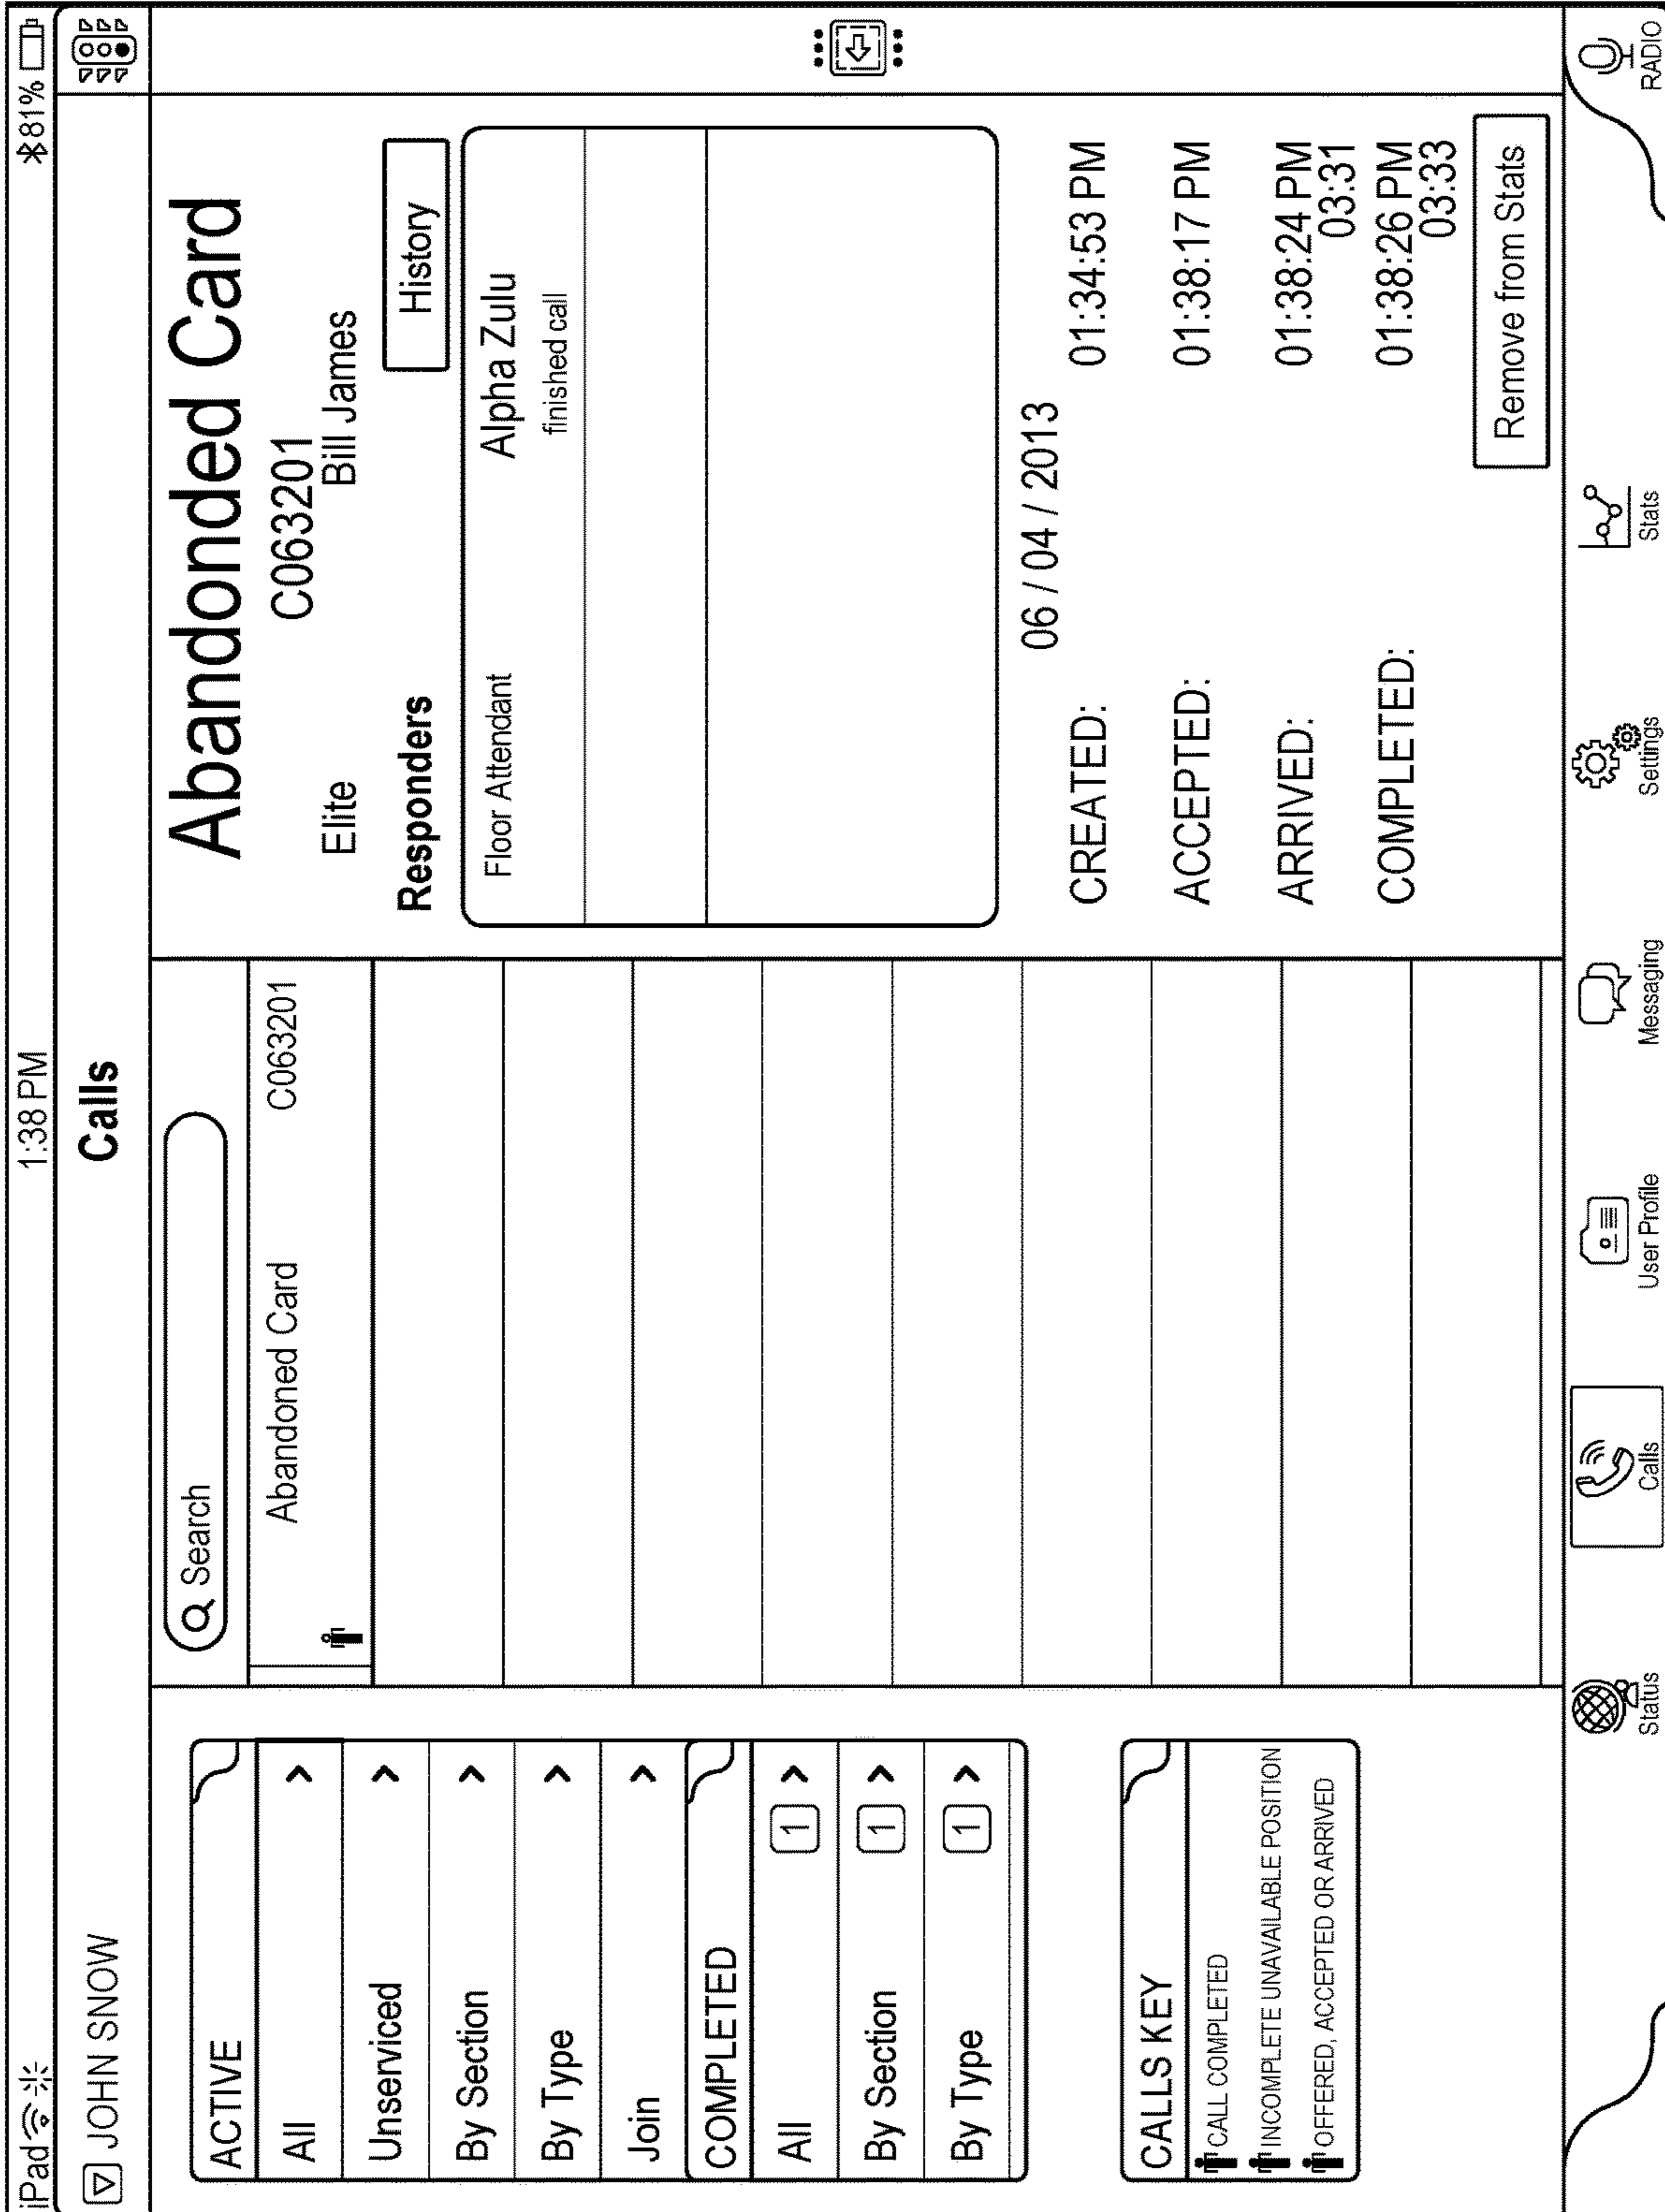 iPad 1:38 PM 81%
JOHN SNOW Calls
ACTIVE
All >
Unserviced >
By Section >
By Type >
Join >
COMPLETED
All 1 >
By Section 1 >
By Type 1 >
CALLS KEY
CALL COMPLETED
INCOMPLETE UNAVAILABLE POSITION
OFFERED, ACCEPTED OR ARRIVED
Search
Abandoned Card C063201
Abandonded Card
C063201
Elite Bill James
Responders History
Floor Attendant Alpha Zulu
finished call
06 / 04 / 2013
CREATED: 01:34:53 PM
ACCEPTED: 01:38:17 PM
ARRIVED: 01:38:24 PM
03:31
COMPLETED: 01:38:26 PM
03:33
Remove from Stats
Status Calls User Profile Messaging Settings Stats RADIO